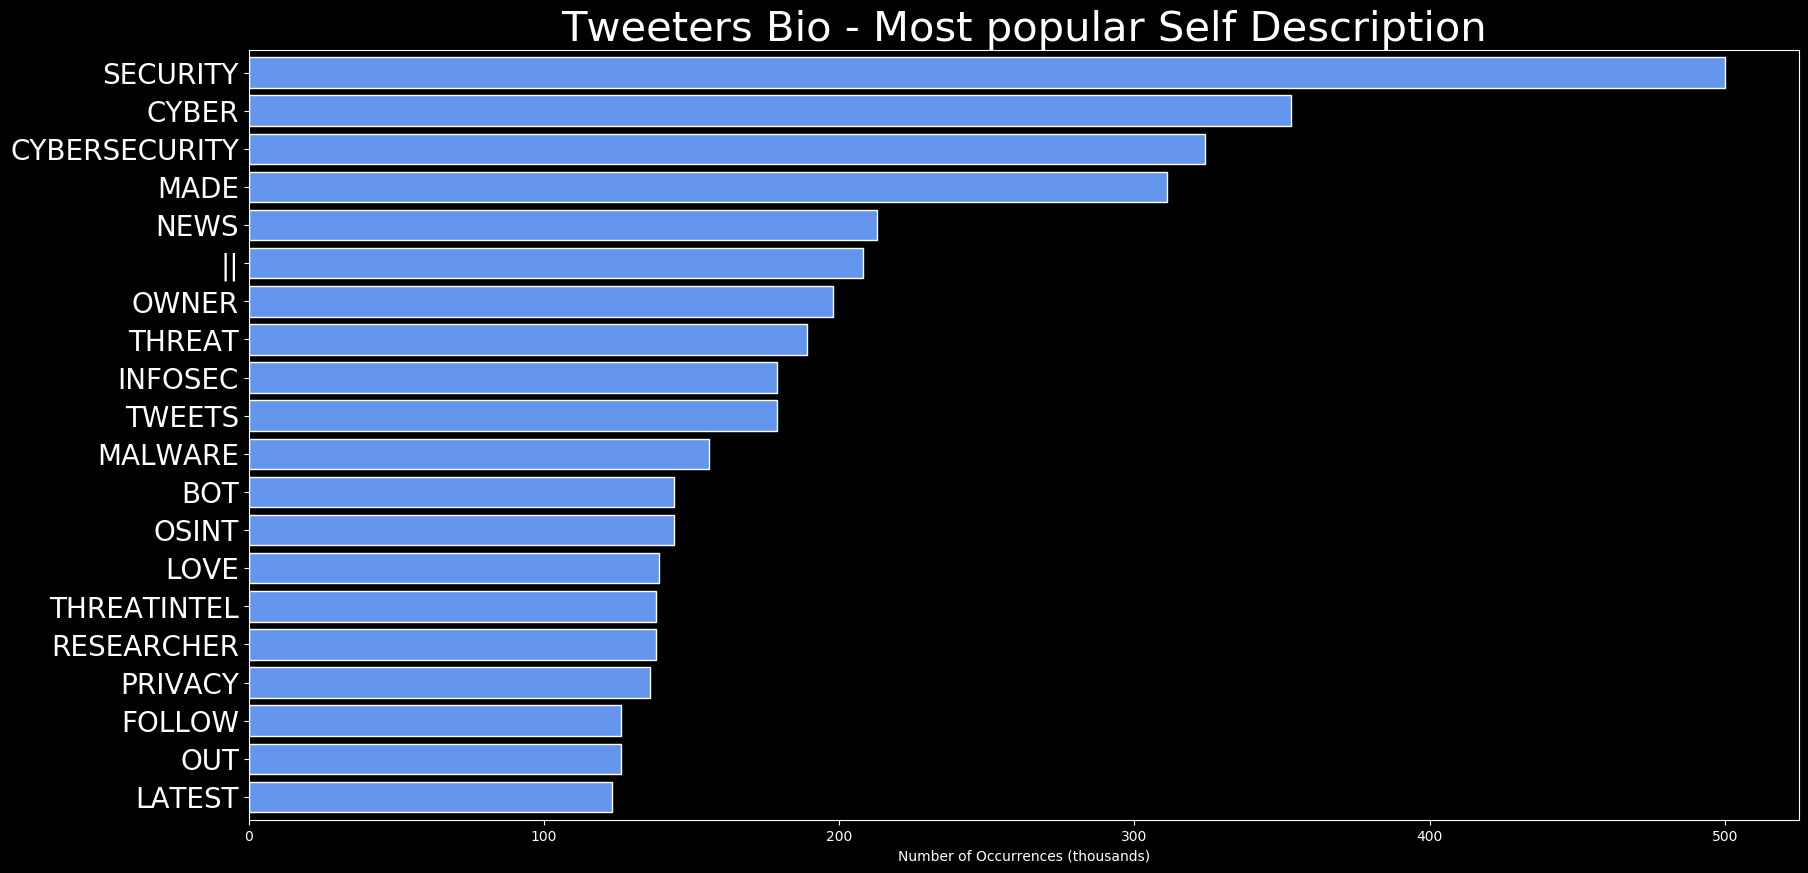 Tweeters Bio - Most popular Self Description
SECURITY
CYBER
CYBERSECURITY
MADE
NEWS
||
OWNER
THREAT
INFOSEC
TWEETS
MALWARE
BOT
OSINT
LOVE
THREATINTEL
RESEARCHER
PRIVACY
FOLLOW
OUT
LATEST
0 100 200 300 400 500
Number of Occurrences (thousands)